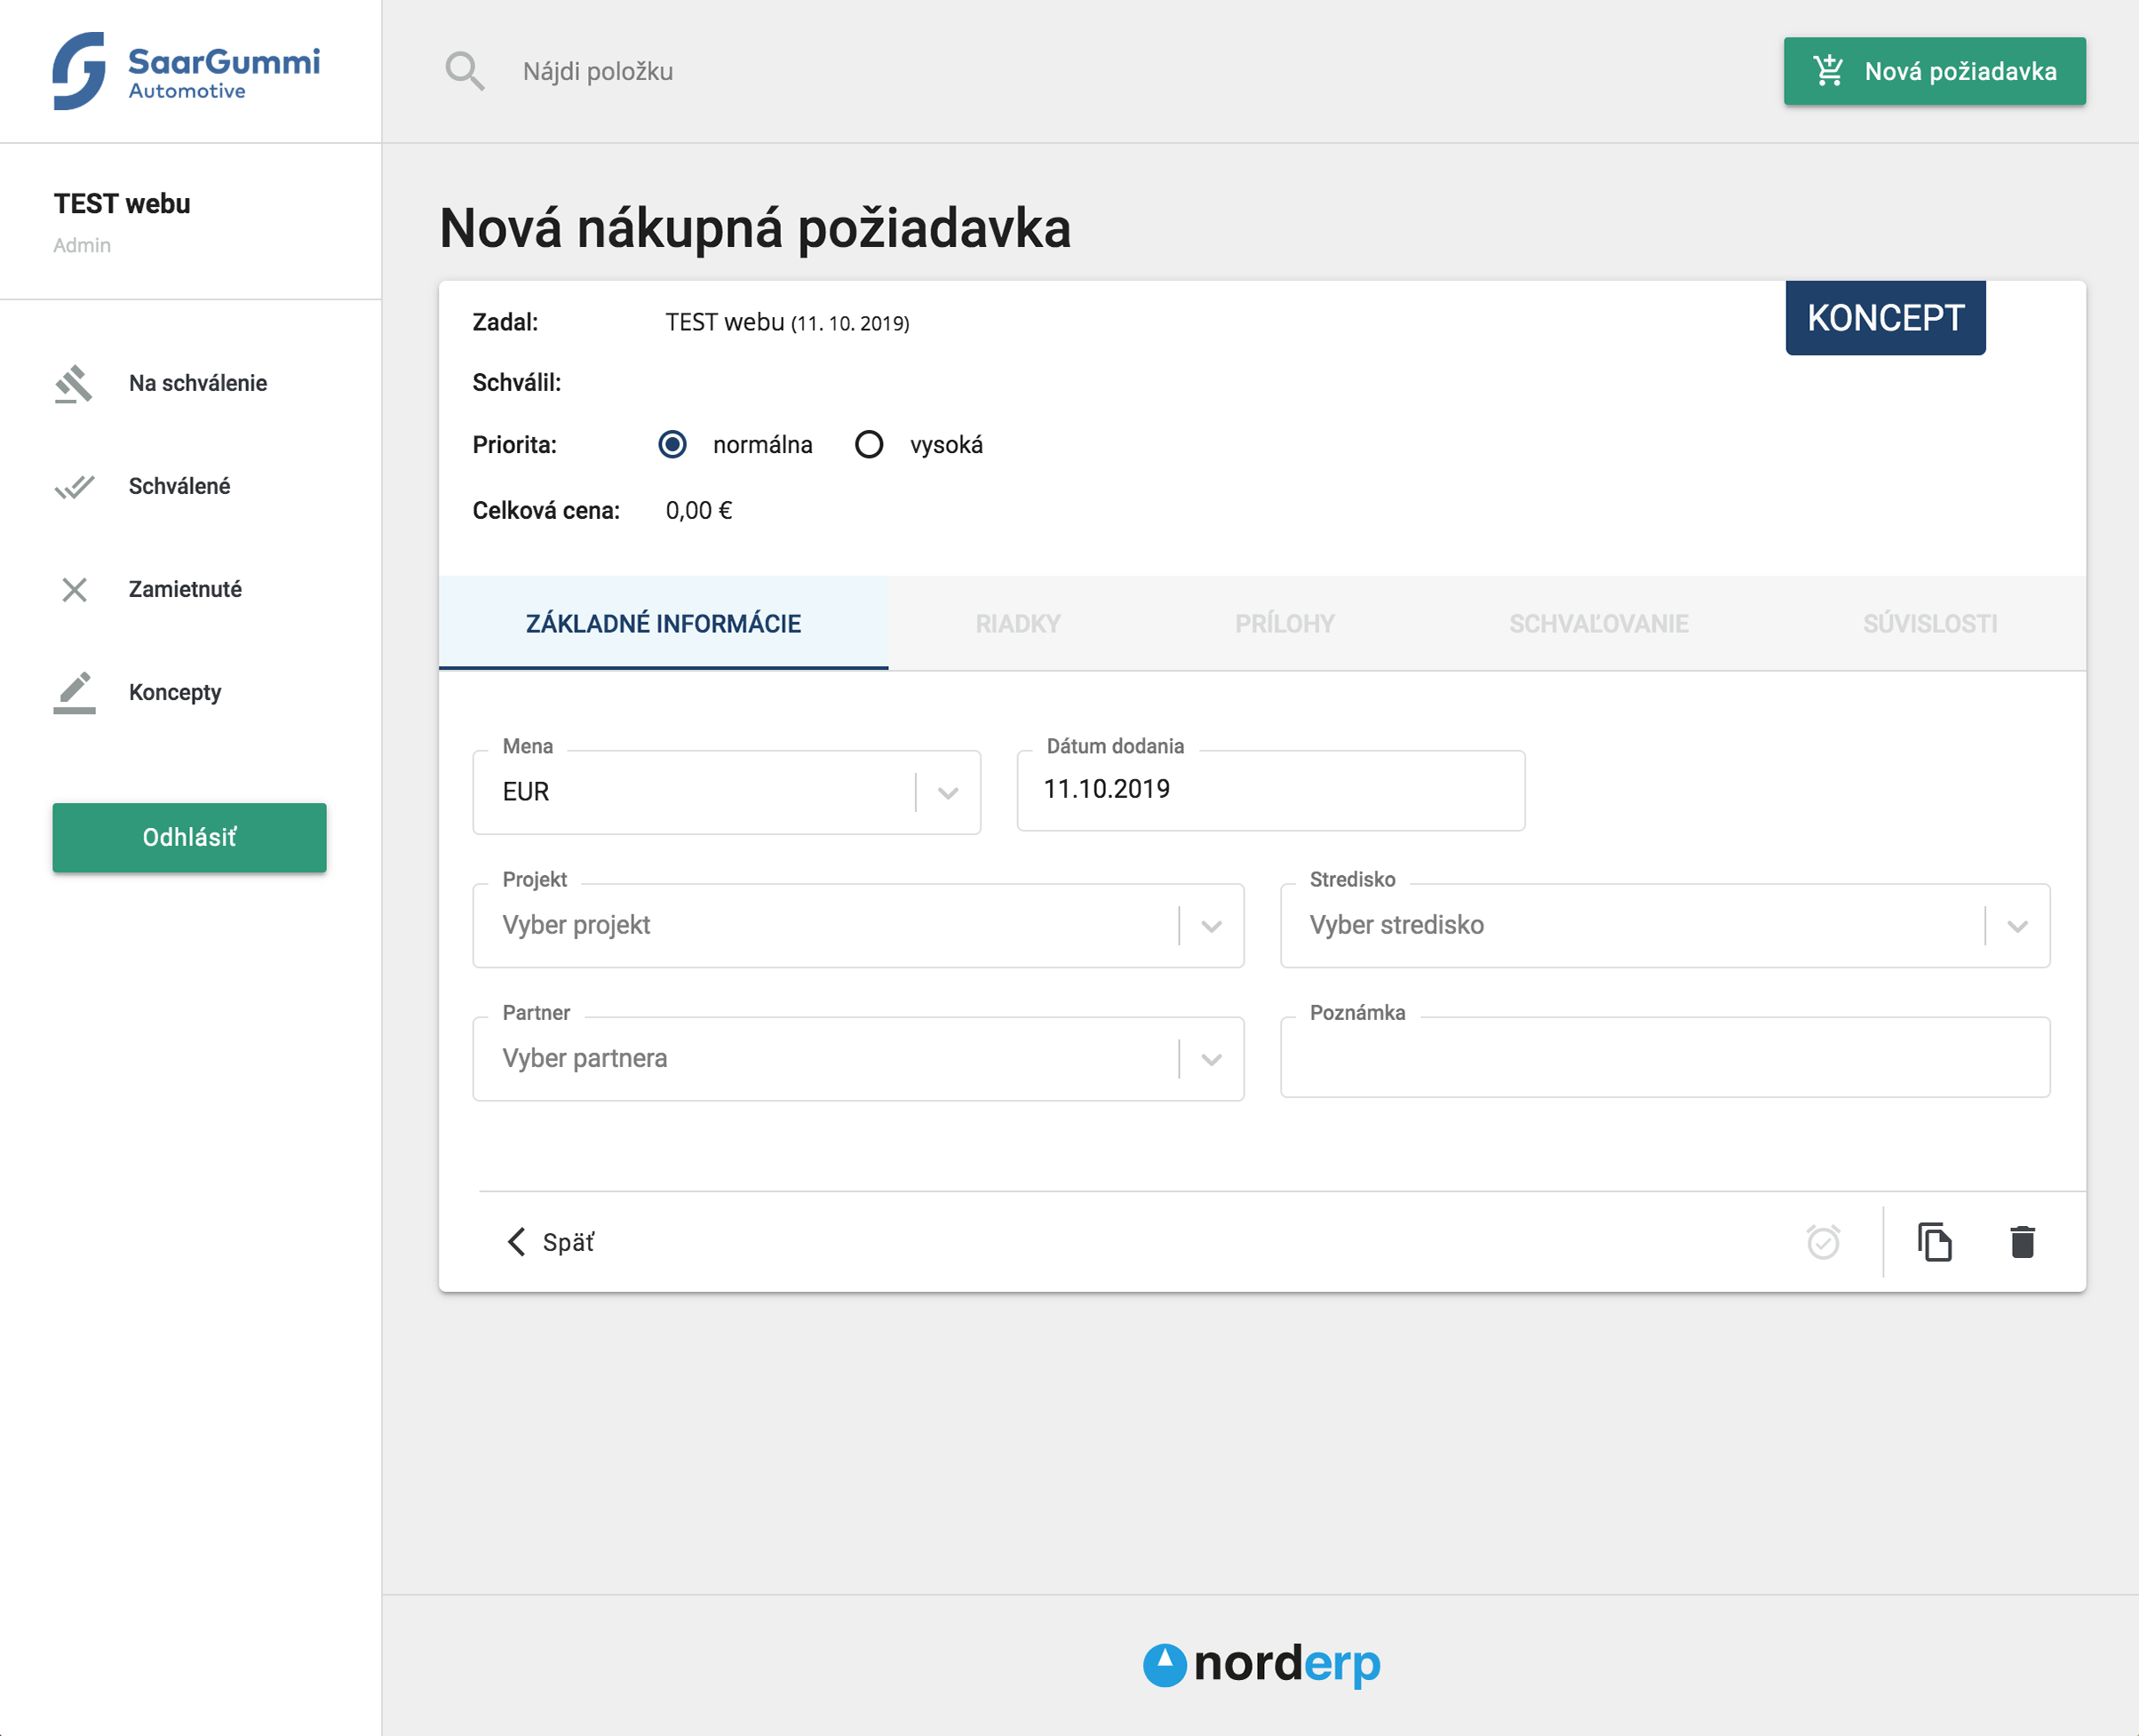 SaarGummi
Automotive
Nájdi položku
Nová požiadavka
TEST webu
Admin
Na schválenie
Schválené
Zamietnuté
Koncepty
Odhlásiť
Nová nákupná požiadavka
KONCEPT
Zadal: TEST webu (11. 10. 2019)
Schválil:
Priorita: normálna vysoká
Celková cena: 0,00 €
ZÁKLADNÉ INFORMÁCIE RIADKY PRÍLOHY SCHVAĽOVANIE SÚVISLOSTI
Mena Dátum dodania
EUR 11.10.2019
Projekt Stredisko
Vyber projekt Vyber stredisko
Partner Poznámka
Vyber partnera
Späť
norderp